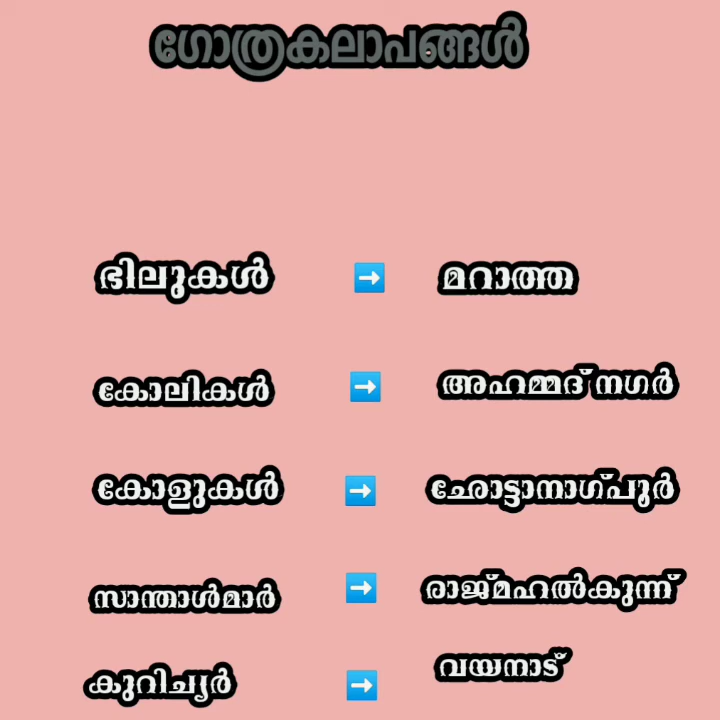 ഗോത്രകലാപങ്ങൾ
ഭിലുകൾ ➡️ മറാത്ത
കോലികൾ ➡️ അഹമ്മദ് നഗർ
കോളുകൾ ➡️ ഛോട്ടാനാഗ്പൂർ
സാന്താൾമാർ ➡️ രാജ്മഹൽകുന്ന്
കുറിച്യർ ➡️ വയനാട്